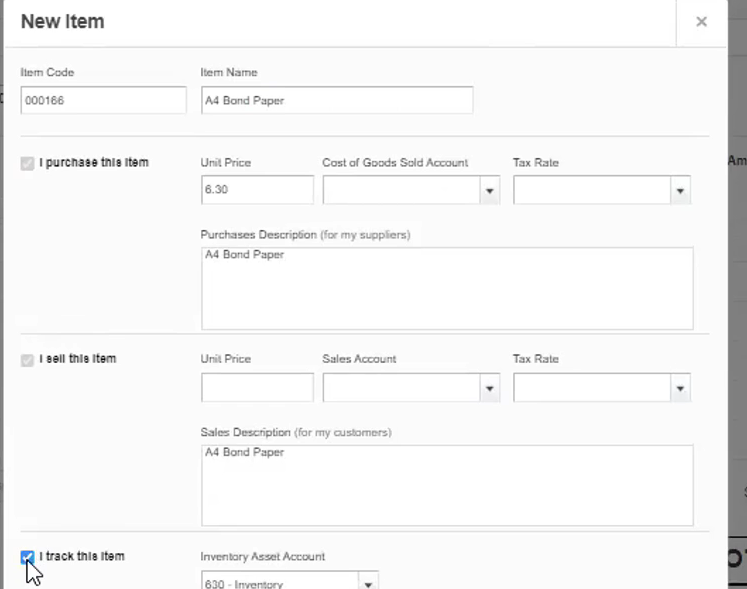 New Item
Item Code
Item Name
000166
A4 Bond Paper
I purchase this item
Unit Price
Cost of Goods Sold Account
Tax Rate
6.30
Purchases Description (for my suppliers)
A4 Bond Paper
I sell this item
Unit Price
Sales Account
Tax Rate
Sales Description (for my customers)
A4 Bond Paper
I track this item
Inventory Asset Account
630 - Inventory
Am